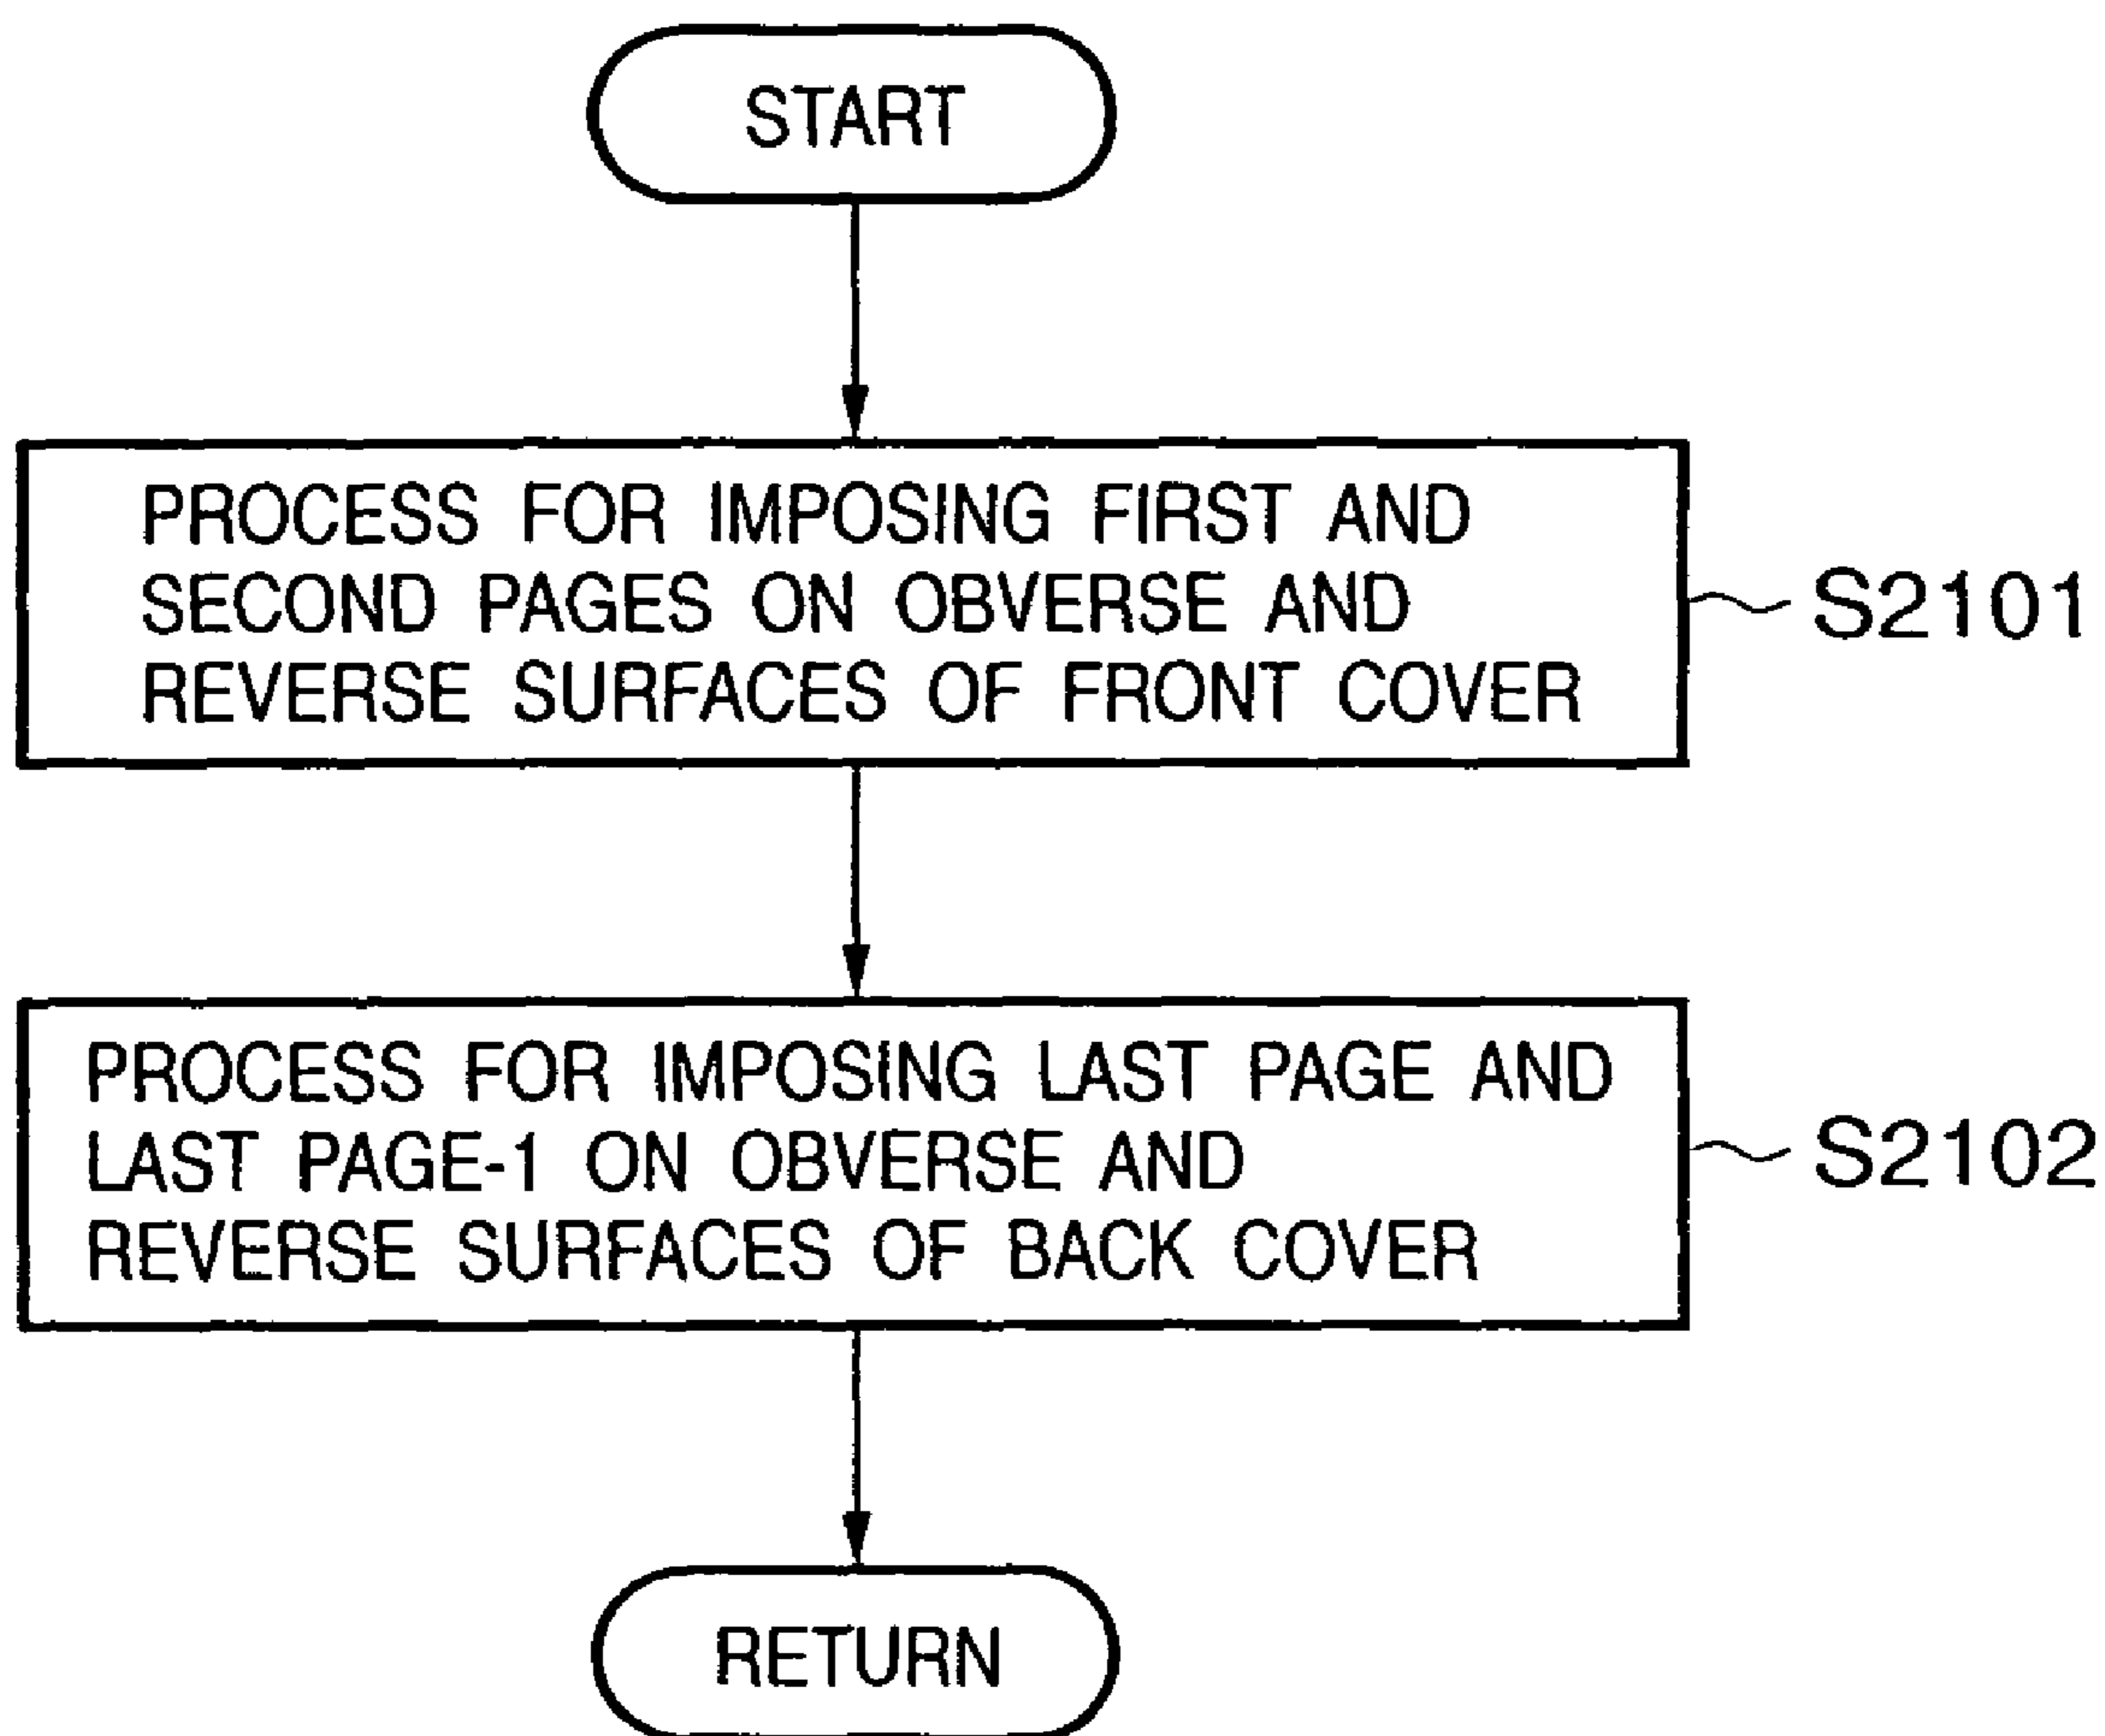 START
PROCESS FOR IMPOSING FIRST AND
SECOND PAGES ON OBVERSE AND
REVERSE SURFACES OF FRONT COVER
S2101
PROCESS FOR IMPOSING LAST PAGE AND
LAST PAGE-1 ON OBVERSE AND
REVERSE SURFACES OF BACK COVER
S2102
RETURN